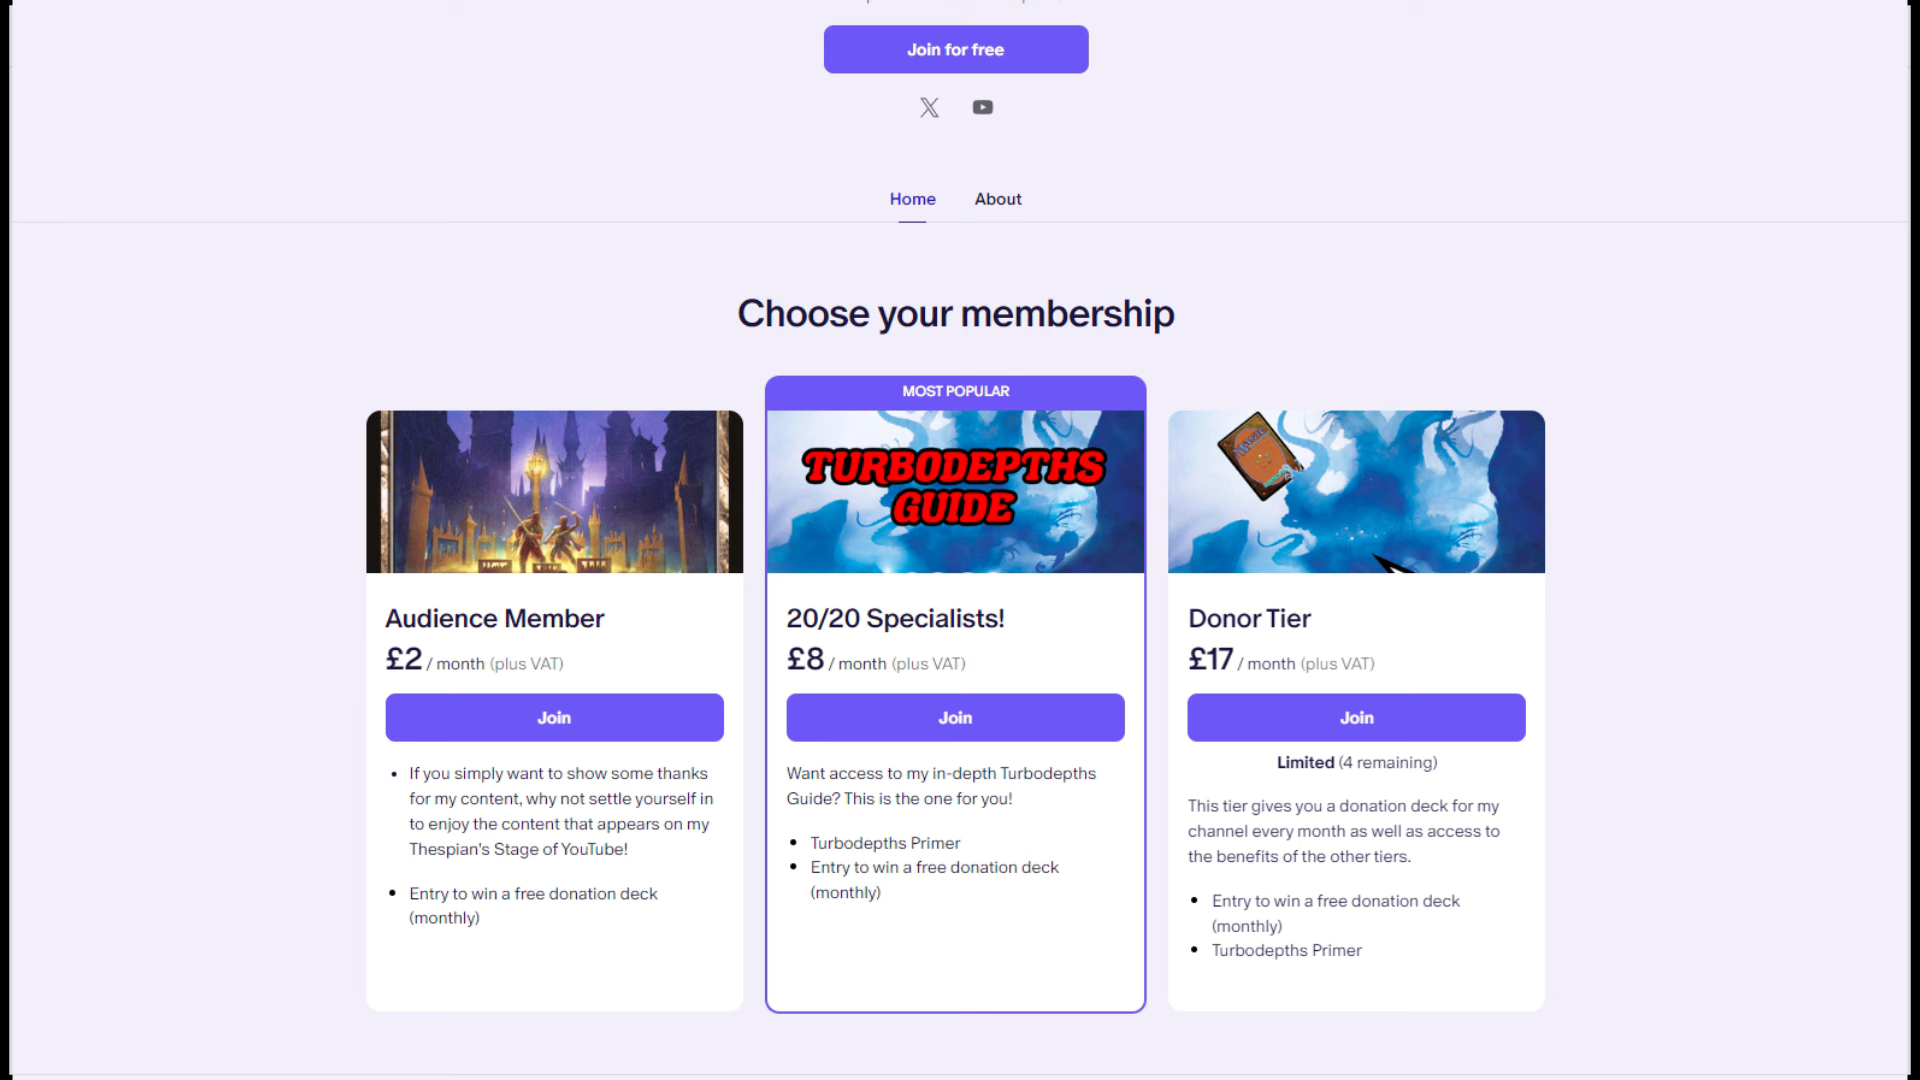 Join for free
Home About
Choose your membership
MOST POPULAR
TURBODEPTHS
GUIDE
Audience Member
£2 / month (plus VAT)
Join
• If you simply want to show some thanks
for my content, why not settle yourself in
to enjoy the content that appears on my
Thespian's Stage of YouTube!
• Entry to win a free donation deck
(monthly)
20/20 Specialists!
£8 / month (plus VAT)
Join
Want access to my in-depth Turbodepths
Guide? This is the one for you!
• Turbodepths Primer
• Entry to win a free donation deck
(monthly)
Donor Tier
£17 / month (plus VAT)
Join
Limited (4 remaining)
This tier gives you a donation deck for my
channel every month as well as access to
the benefits of the other tiers.
• Entry to win a free donation deck
(monthly)
• Turbodepths Primer